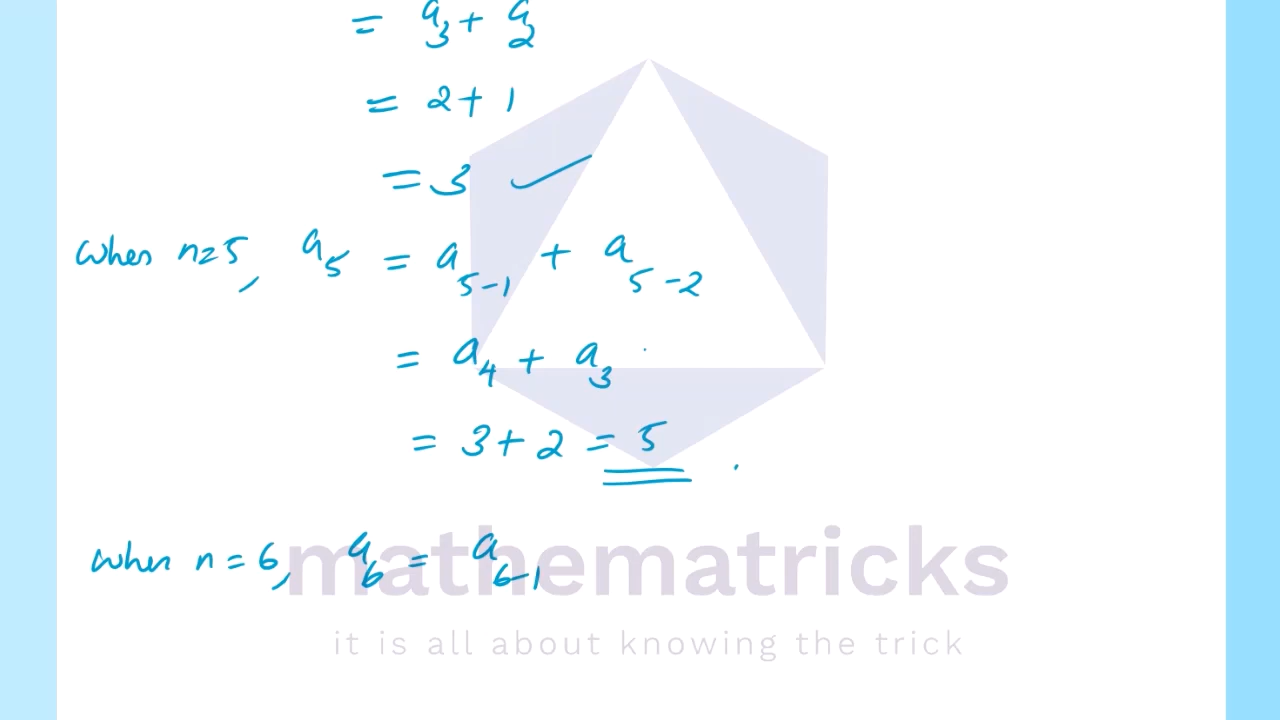 = a₃ + a₂
= 2 + 1
= 3 ✓
when n=5, a₅ = a₅₋₁ + a₅₋₂
= a₄ + a₃
= 3 + 2 = 5
when n = 6, a₆ = a₆₋₁
mathematricks
it is all about knowing the trick